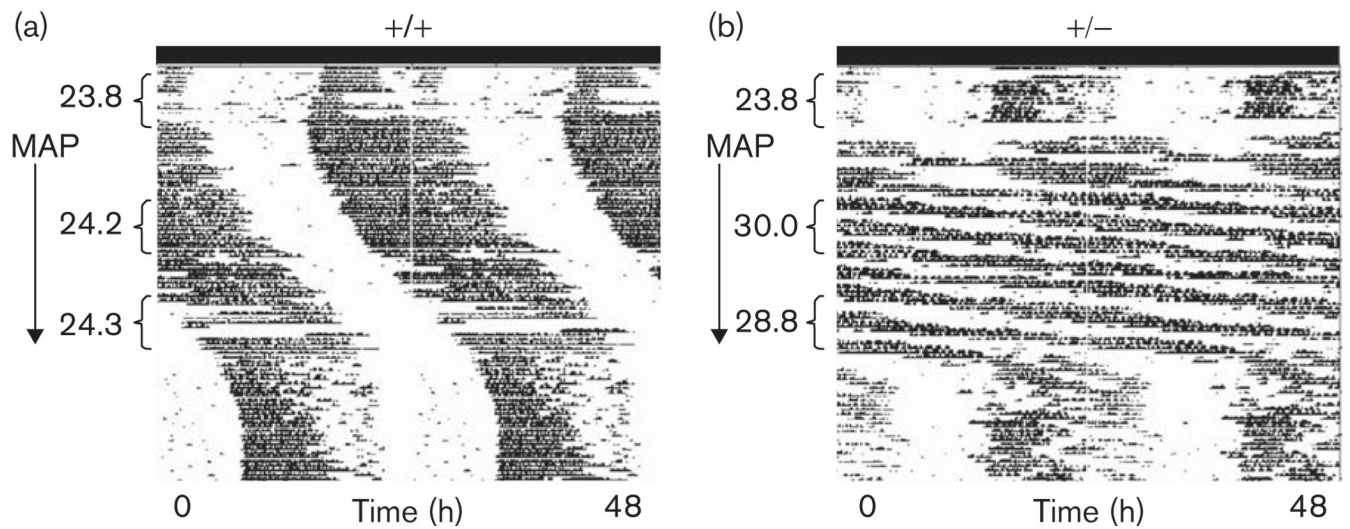 (a)
+/+
23.8
MAP
24.2
24.3
0 Time (h) 48
(b)
+/−
23.8
MAP
30.0
28.8
0 Time (h) 48